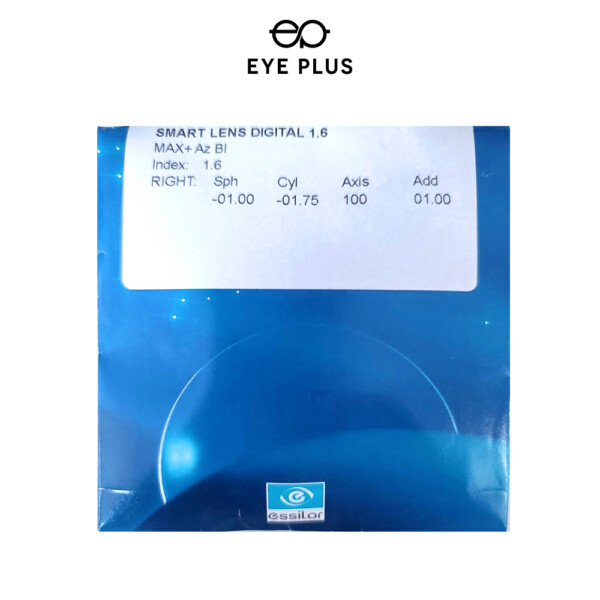 EYE PLUS
SMART LENS DIGITAL 1.6
MAX+ Az Bl
Index: 1.6
RIGHT: Sph Cyl Axis Add
-01.00 -01.75 100 01.00
essilor